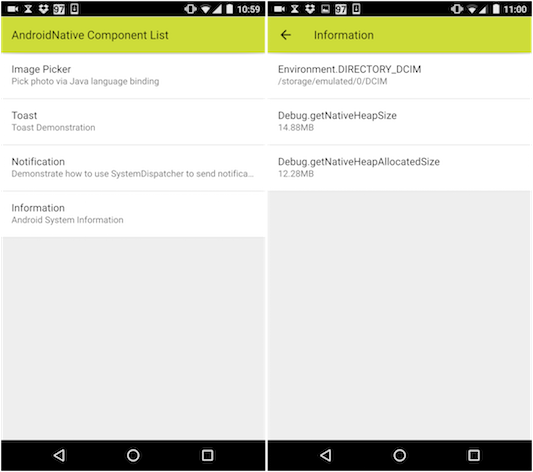 97
10:59
AndroidNative Component List
Image Picker
Pick photo via Java language binding
Toast
Toast Demonstration
Notification
Demonstrate how to use SystemDispatcher to send notifica...
Information
Android System Information
97
11:00
Information
Environment.DIRECTORY_DCIM
/storage/emulated/0/DCIM
Debug.getNativeHeapSize
14.88MB
Debug.getNativeHeapAllocatedSize
12.28MB